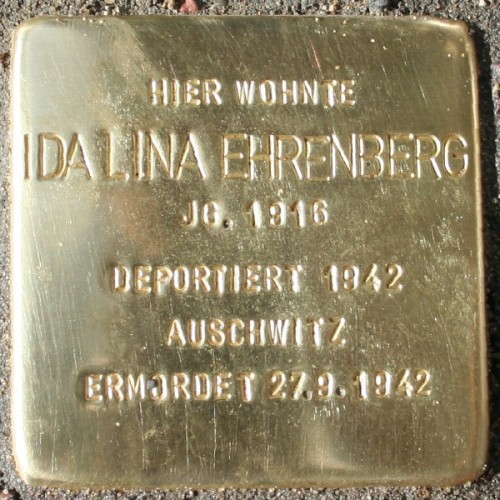 HIER WOHNTE
IDA LINA EHRENBERG
JG. 1916
DEPORTIERT 1942
AUSCHWITZ
ERMORDET 27.9.1942